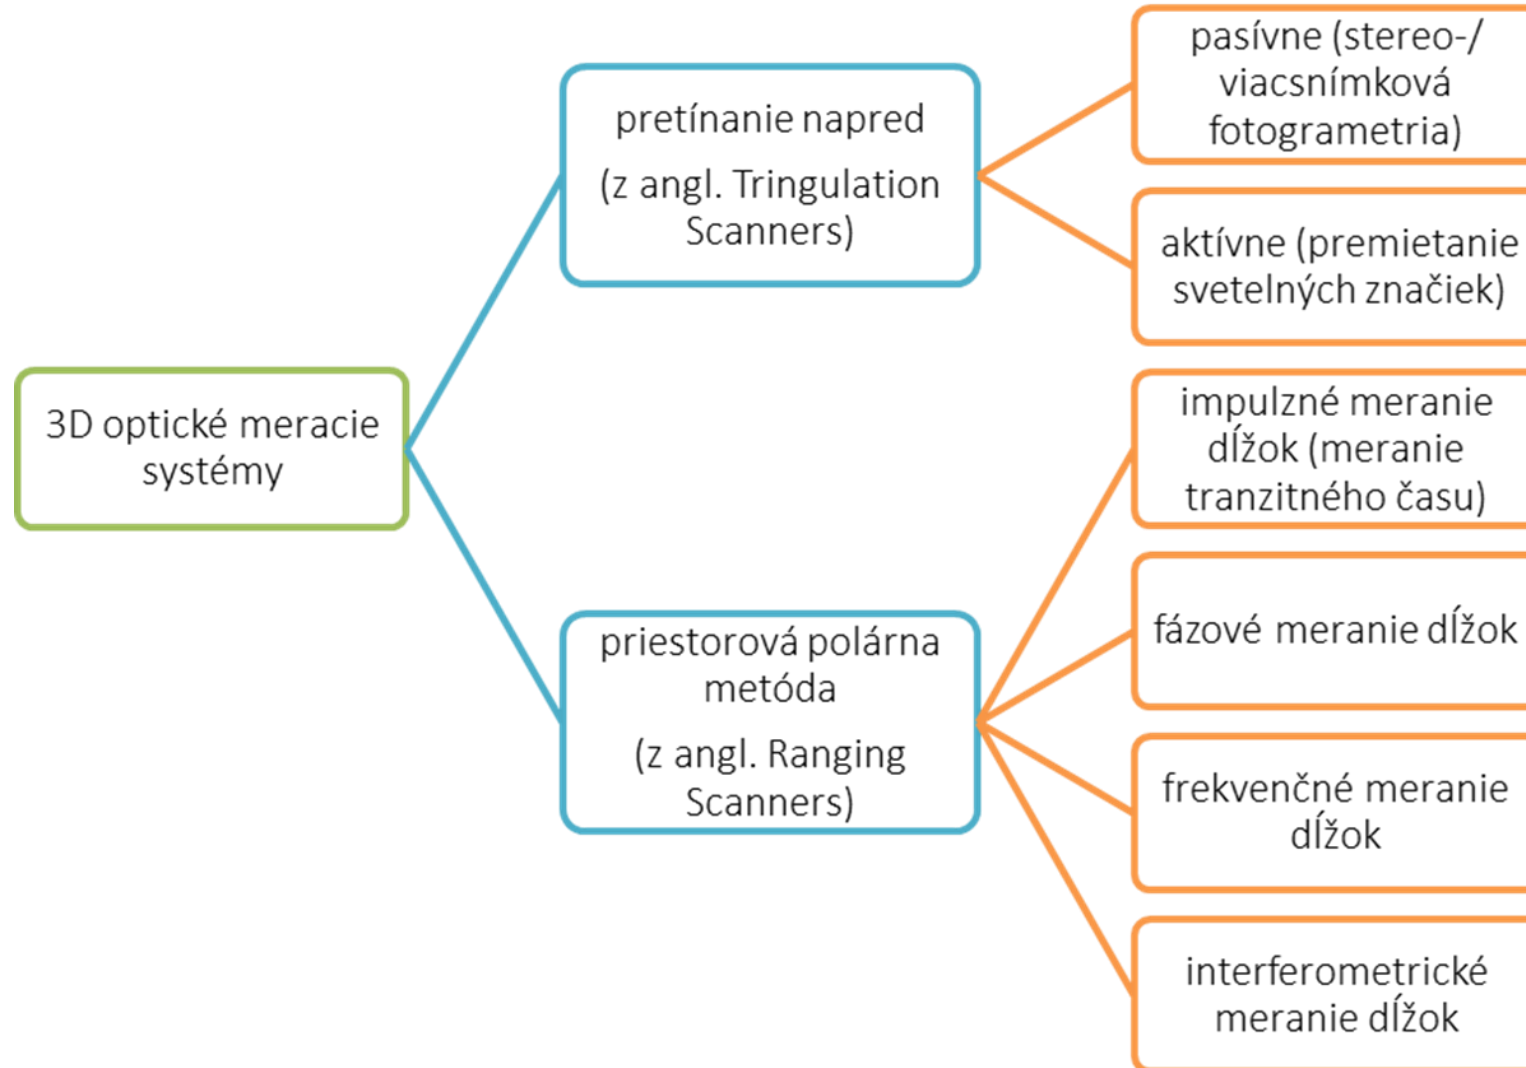 3D optické meracie
systémy
pretínanie napred
(z angl. Tringulation
Scanners)
pasívne (stereo-/
viacsnímková
fotogrametria)
aktívne (premietanie
svetelných značiek)
priestorová polárna
metóda
(z angl. Ranging
Scanners)
impulzné meranie
dĺžok (meranie
tranzitného času)
fázové meranie dĺžok
frekvenčné meranie
dĺžok
interferometrické
meranie dĺžok